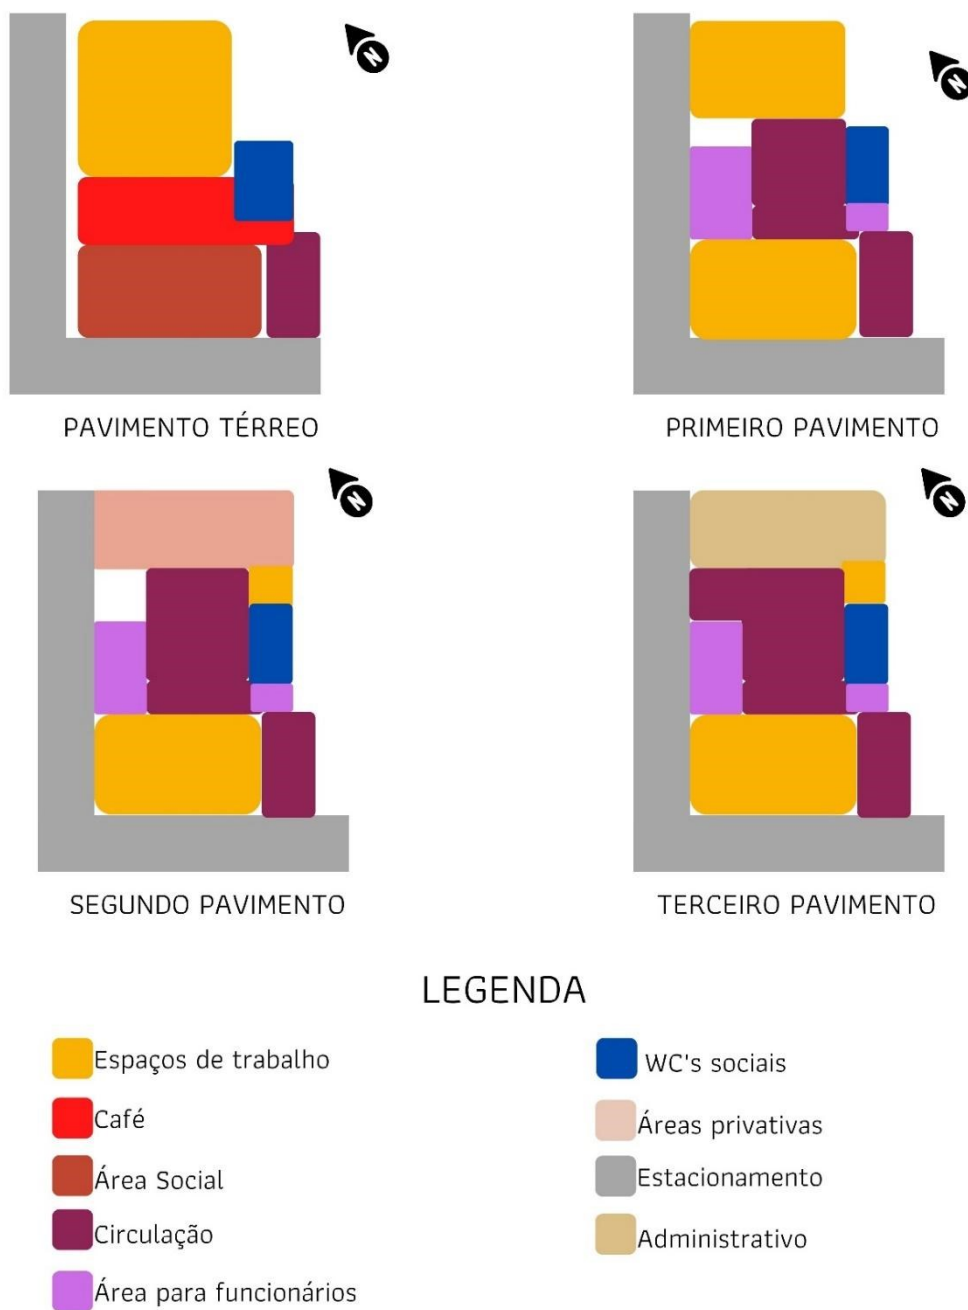 N
N
PAVIMENTO TÉRREO
PRIMEIRO PAVIMENTO
N
N
SEGUNDO PAVIMENTO
TERCEIRO PAVIMENTO
LEGENDA
Espaços de trabalho
Café
Área Social
Circulação
Área para funcionários
WC's sociais
Áreas privativas
Estacionamento
Administrativo